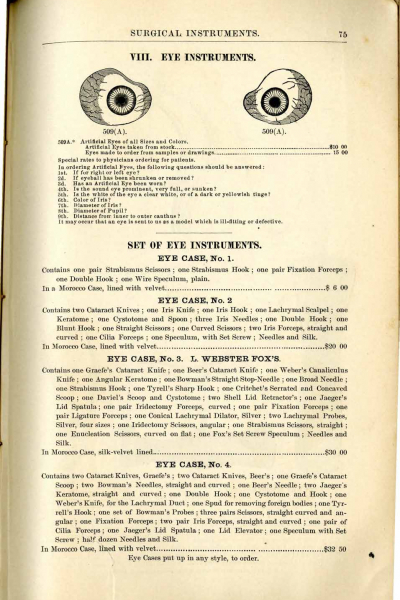 SURGICAL INSTRUMENTS. 75
VIII. EYE INSTRUMENTS.
509(A). 509(A).
509A.* Artificial Eyes of all Sizes and Colors.
Artificial Eyes taken from stock......$10 00
Eyes made to order from samples or drawings......15 00
Special rates to physicians ordering for patients.
In ordering Artificial Eyes, the following questions should be answered:
1st. If for right or left eye?
2d. If eyeball has been shrunken or removed?
3d. Has an Artificial Eye been worn?
4th. Is the sound eye prominent, very full, or sunken?
5th. Is the white of the eye a clear white, or of a dark or yellowish tinge?
6th. Color of Iris?
7th. Diameter of Iris?
8th. Diameter of Pupil?
9th. Distance from inner to outer canthus?
It may occur that an eye is sent to us as a model which is ill-fitting or defective.
SET OF EYE INSTRUMENTS.
EYE CASE, No. 1.
Contains one pair Strabismus Scissors; one Strabismus Hook; one pair Fixation Forceps;
one Double Hook; one Wire Speculum, plain.
In a Morocco Case, lined with velvet......$ 6 00
EYE CASE, No. 2
Contains two Cataract Knives; one Iris Knife; one Iris Hook; one Lachrymal Scalpel; one
Keratome; one Cystotome and Spoon; three Iris Needles; one Double Hook; one
Blunt Hook; one Straight Scissors; one Curved Scissors; two Iris Forceps, straight and
curved; one Cilia Forceps; one Speculum, with Set Screw; Needles and Silk.
In Morocco Case, lined with velvet......$20 00
EYE CASE, No. 3. L. WEBSTER FOX'S.
Contains one Graefe's Cataract Knife; one Beer's Cataract Knife; one Weber's Canaliculus
Knife; one Angular Keratome; one Bowman's Straight Stop-Needle; one Broad Needle;
one Strabismus Hook; one Tyrell's Sharp Hook; one Critchet's Serrated and Concaved
Scoop; one Daviel's Scoop and Cystotome; two Shell Lid Retractor's; one Jaeger's
Lid Spatula; one pair Iridectomy Forceps, curved; one pair Fixation Forceps; one
pair Ligature Forceps; one Conical Lachrymal Dilator, Silver; two Lachrymal Probes,
Silver, four sizes; one Iridectomy Scissors, angular; one Strabismus Scissors, straight;
one Enucleation Scissors, curved on flat; one Fox's Set Screw Speculum; Needles and
Silk.
In Morocco Case, silk-velvet lined......$30 00
EYE CASE, No. 4.
Contains two Cataract Knives, Graefe's; two Cataract Knives, Beer's; one Graefe's Cataract
Scoop; two Bowman's Needles, straight and curved; one Beer's Needle; two Jaeger's
Keratome, straight and curved; one Double Hook; one Cystotome and Hook; one
Weber's Knife, for the Lachrymal Duct; one Spud for removing foreign bodies; one Tyr-
rell's Hook; one set of Bowman's Probes; three pairs Scissors, straight curved and an-
gular; one Fixation Forceps; two pair Iris Forceps, straight and curved; one pair of
Cilia Forceps; one Jaeger's Lid Spatula; one Lid Elevator; one Speculum with Set
Screw; half dozen Needles and Silk.
In Morocco Case, lined with velvet......$32 50
Eye Cases put up in any style, to order.